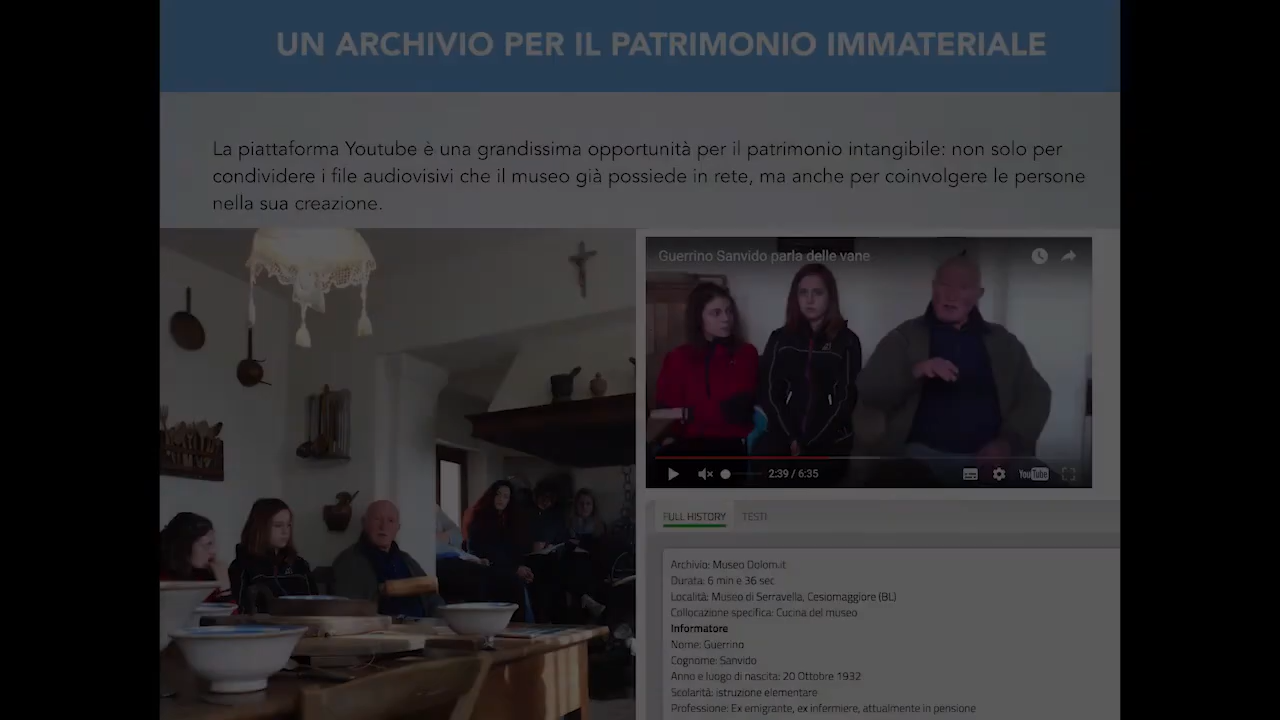 UN ARCHIVIO PER IL PATRIMONIO IMMATERIALE
La piattaforma Youtube è una grandissima opportunità per il patrimonio intangibile: non solo per
condividere i file audiovisivi che il museo già possiede in rete, ma anche per coinvolgere le persone
nella sua creazione.
Guerrino Sanvido parla delle vane
2:39 / 6:35
YouTube
FULL HISTORY TESTI
Archivio: Museo Dolom.it
Durata: 6 min e 36 sec
Località: Museo di Serravella, Cesiomaggiore (BL)
Collocazione specifica: Cucina del museo
Informatore
Nome: Guerrino
Cognome: Sanvido
Anno e luogo di nascita: 20 Ottobre 1932
Scolarità: istruzione elementare
Professione: Ex emigrante, ex infermiere, attualmente in pensione